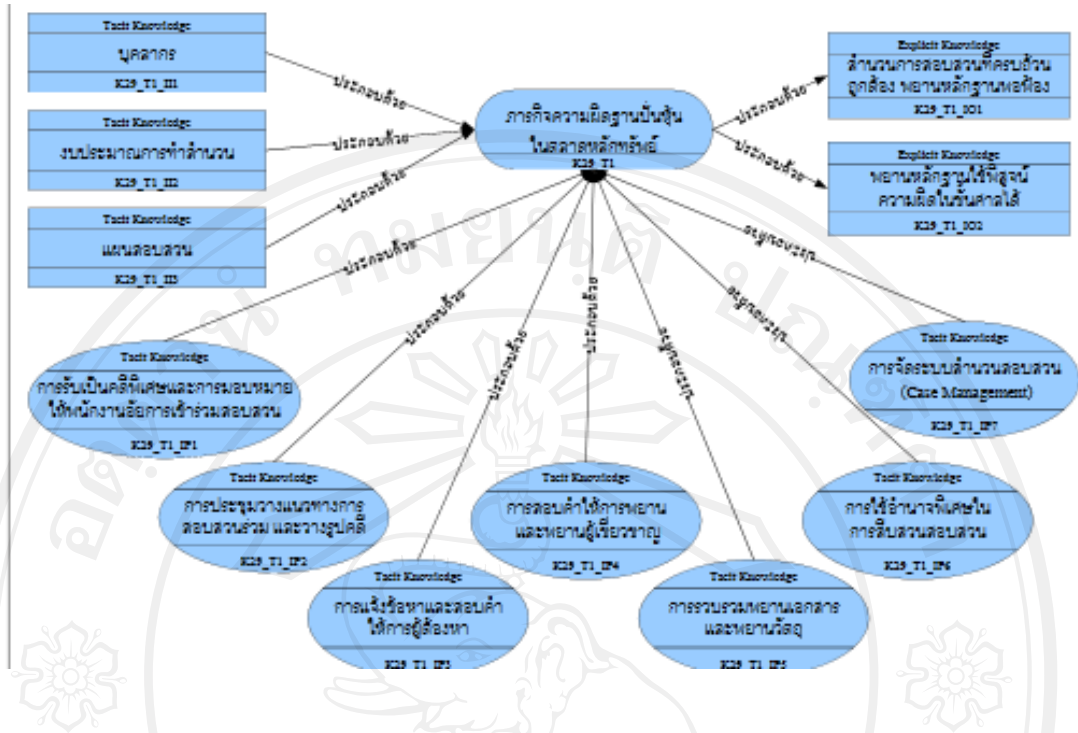 Tacit Knowledge
บุคลากร
K29_T1_II1
Tacit Knowledge
งบประมาณการทำสำนวน
K29_T1_II2
Tacit Knowledge
แผนสอบสวน
K29_T1_II3
ประกอบด้วย
ประกอบด้วย
ประกอบด้วย
ภารกิจความผิดฐานปั่นหุ้น
ในตลาดหลักทรัพย์
K29_T1
ประกอบด้วย
ประกอบด้วย
Explicit Knowledge
สำนวนการสอบสวนที่ครบถ้วน
ถูกต้อง พยานหลักฐานพอฟ้อง
K29_T1_IO1
Explicit Knowledge
พยานหลักฐานใช้พิสูจน์
ความผิดในชั้นศาลได้
K29_T1_IO2
ประกอบด้วย
ประกอบด้วย
ประกอบด้วย
ประกอบด้วย
ประกอบด้วย
ประกอบด้วย
ประกอบด้วย
Tacit Knowledge
การรับเป็นคดีพิเศษและการมอบหมาย
ให้พนักงานอัยการเข้าร่วมสอบสวน
K29_T1_IP1
Tacit Knowledge
การประชุมวางแนวทางการ
สอบสวนร่วม และวางรูปคดี
K29_T1_IP2
Tacit Knowledge
การแจ้งข้อหาและสอบคำ
ให้การผู้ต้องหา
K29_T1_IP3
Tacit Knowledge
การสอบคำให้การพยาน
และพยานผู้เชี่ยวชาญ
K29_T1_IP4
Tacit Knowledge
การรวบรวมพยานเอกสาร
และพยานวัตถุ
K29_T1_IP5
Tacit Knowledge
การใช้อำนาจพิเศษใน
การสืบสวนสอบสวน
K29_T1_IP6
Tacit Knowledge
การจัดระบบสำนวนสอบสวน
(Case Management)
K29_T1_IP7